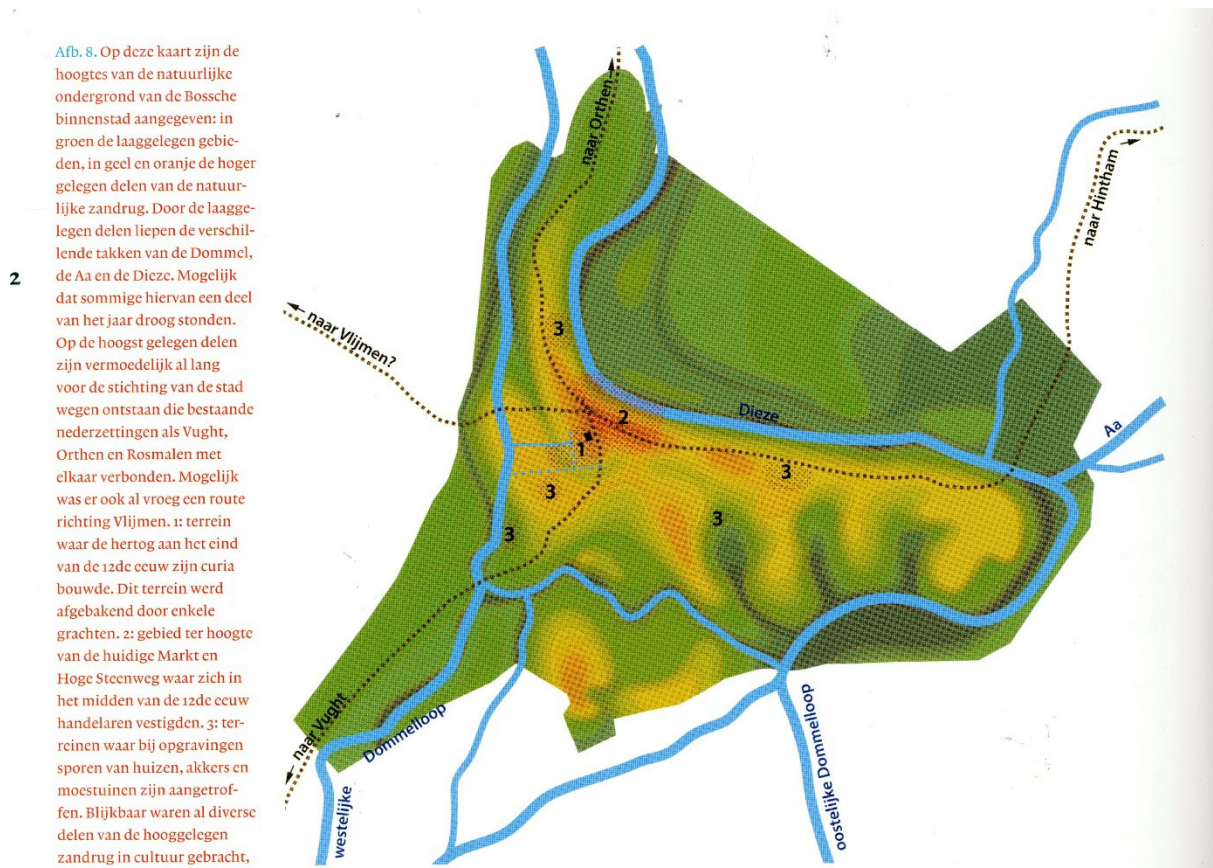 Afb. 8. Op deze kaart zijn de
hoogtes van de natuurlijke
ondergrond van de Bossche
binnenstad aangegeven: in
groen de laaggelegen gebie-
den, in geel en oranje de hoger
gelegen delen van de natuur-
lijke zandrug. Door de laagge-
legen delen liepen de verschil-
lende takken van de Dommel,
de Aa en de Dieze. Mogelijk
dat sommige hiervan een deel
van het jaar droog stonden.
Op de hoogst gelegen delen
zijn vermoedelijk al lang
voor de stichting van de stad
wegen ontstaan die bestaande
nederzettingen als Vught,
Orthen en Rosmalen met
elkaar verbonden. Mogelijk
was er ook al vroeg een route
richting Vlijmen. 1: terrein
waar de hertog aan het eind
van de 12de eeuw zijn curia
bouwde. Dit terrein werd
afgebakend door enkele
grachten. 2: gebied ter hoogte
van de huidige Markt en
Hoge Steenweg waar zich in
het midden van de 12de eeuw
handelaren vestigden. 3: ter-
reinen waar bij opgravingen
sporen van huizen, akkers en
moestuinen zijn aangetrof-
fen. Blijkbaar waren al diverse
delen van de hooggelegen
zandrug in cultuur gebracht,
2
naar Orthen
naar Hintham
naar Vlijmen?
3
2
Dieze
1
Aa
3
3
3
3
naar Vught
westelijke Dommelloop
oostelijke Dommelloop